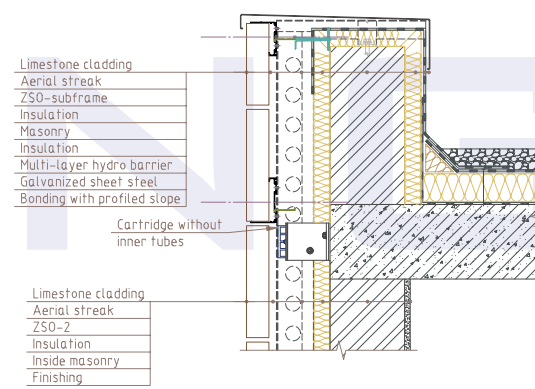 Limestone cladding
Aerial streak
ZSO-subframe
Insulation
Masonry
Insulation
Multi-layer hydro barrier
Galvanized sheet steel
Bonding with profiled slope
Cartridge without
inner tubes
Limestone cladding
Aerial streak
ZSO-2
Insulation
Inside masonry
Finishing